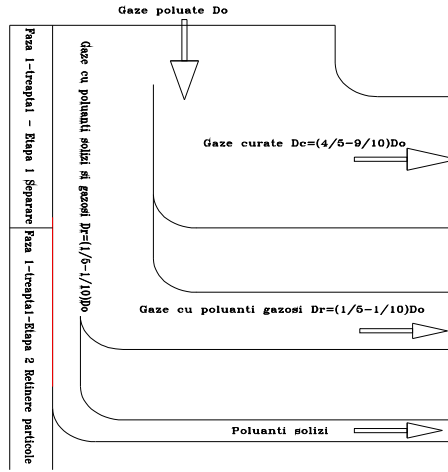 Gaze poluate Do
Faza 1-treapta1 - Etapa 1 Separare
Gaze cu poluanti solizi si gazosi Dr=(1/5-1/10)Do
Gaze curate Dc=(4/5-9/10)Do
Faza 1-treapta1-Etapa 2 Retinere particole
Gaze cu poluanti gazosi Dr=(1/5-1/10)Do
Poluanti solizi